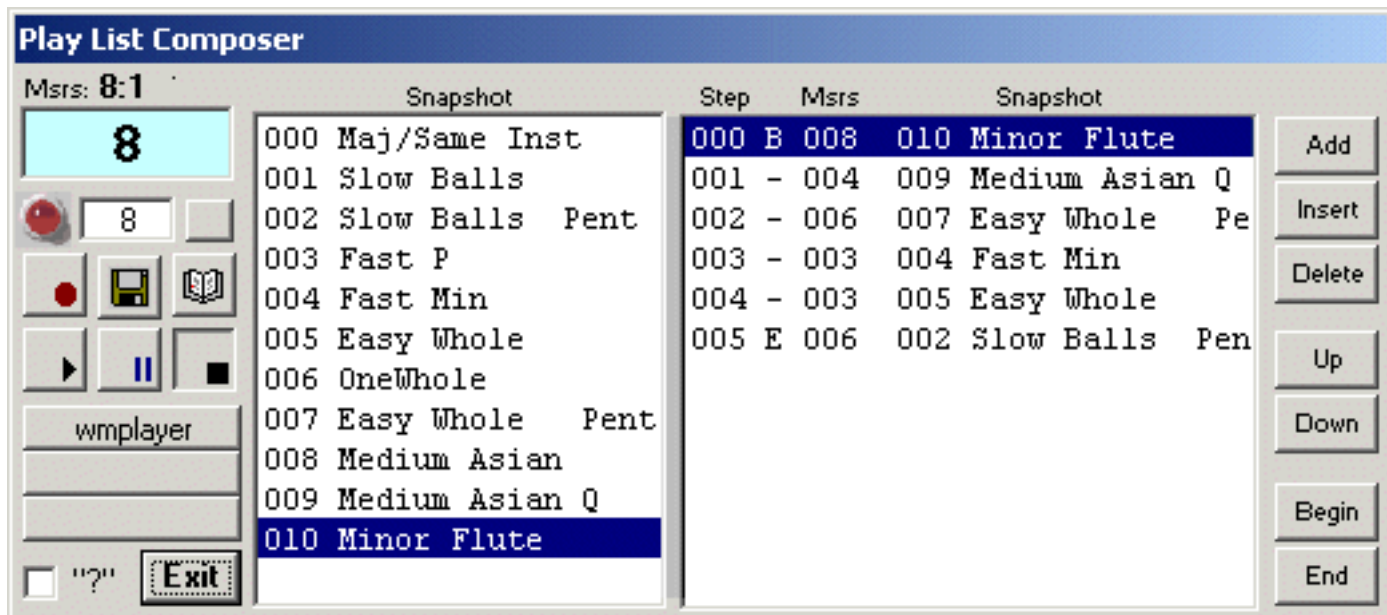 Play List Composer
Msrs: 8:1
8
8
wmplayer
"?" Exit
Snapshot
000 Maj/Same Inst
001 Slow Balls
002 Slow Balls  Pent
003 Fast P
004 Fast Min
005 Easy Whole
006 OneWhole
007 Easy Whole   Pent
008 Medium Asian
009 Medium Asian Q
010 Minor Flute
Step Msrs Snapshot
000 B 008 010 Minor Flute
001 - 004 009 Medium Asian Q
002 - 006 007 Easy Whole   Pe
003 - 003 004 Fast Min
004 - 003 005 Easy Whole
005 E 006 002 Slow Balls  Pen
Add
Insert
Delete
Up
Down
Begin
End